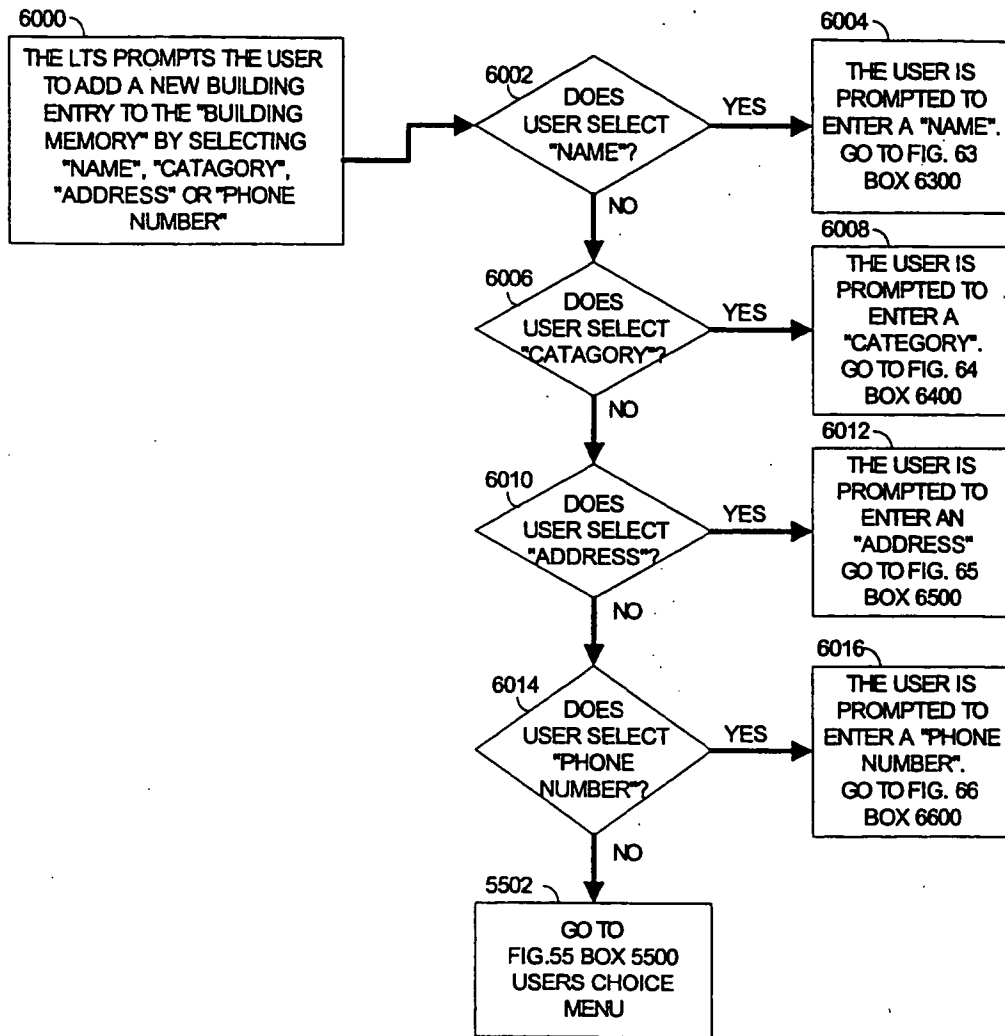 6000
THE LTS PROMPTS THE USER
TO ADD A NEW BUILDING
ENTRY TO THE "BUILDING
MEMORY" BY SELECTING
"NAME", "CATAGORY",
"ADDRESS" OR "PHONE
NUMBER"
6002
DOES
USER SELECT
"NAME"?
YES
NO
6004
THE USER IS
PROMPTED TO
ENTER A "NAME".
GO TO FIG. 63
BOX 6300
6006
DOES
USER SELECT
"CATAGORY"?
YES
NO
6008
THE USER IS
PROMPTED TO
ENTER A
"CATEGORY".
GO TO FIG. 64
BOX 6400
6010
DOES
USER SELECT
"ADDRESS"?
YES
NO
6012
THE USER IS
PROMPTED TO
ENTER AN
"ADDRESS"
GO TO FIG. 65
BOX 6500
6014
DOES
USER SELECT
"PHONE
NUMBER"?
YES
NO
6016
THE USER IS
PROMPTED TO
ENTER A "PHONE
NUMBER".
GO TO FIG. 66
BOX 6600
5502
GO TO
FIG.55 BOX 5500
USERS CHOICE
MENU